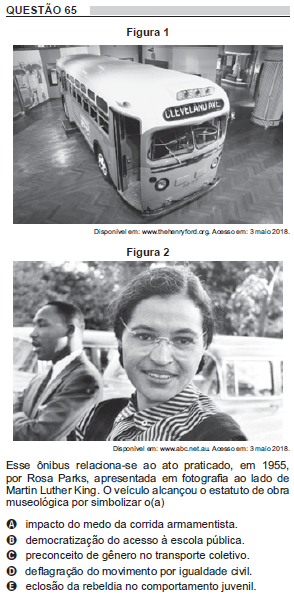 QUESTÃO 65
Figura 1
CLEVELAND AVE
Disponível em: www.thehenryford.org. Acesso em: 3 maio 2018.
Figura 2
Disponível em: www.abc.net.au. Acesso em: 3 maio 2018.
Esse ônibus relaciona-se ao ato praticado, em 1955,
por Rosa Parks, apresentada em fotografia ao lado de
Martin Luther King. O veículo alcançou o estatuto de obra
museológica por simbolizar o(a)
A impacto do medo da corrida armamentista.
B democratização do acesso à escola pública.
C preconceito de gênero no transporte coletivo.
D deflagração do movimento por igualdade civil.
E eclosão da rebeldia no comportamento juvenil.